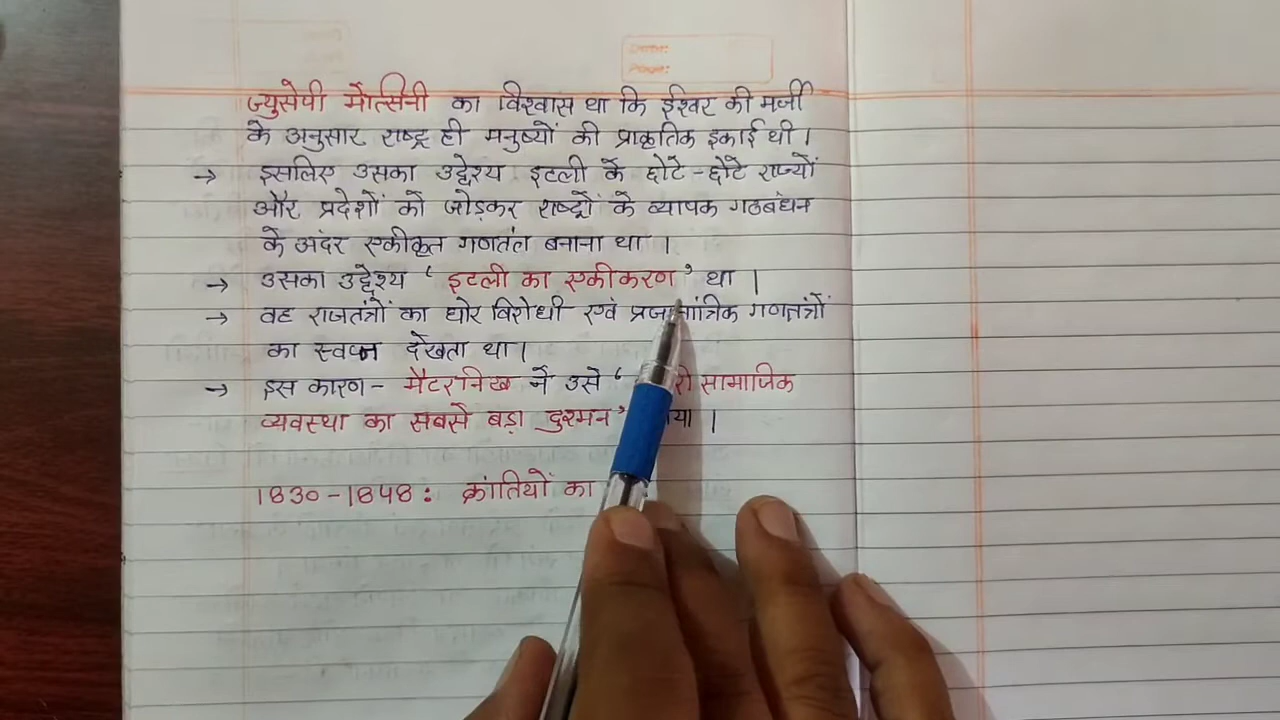 Date:
Page:
ज्युसेपी मात्सिनी का विश्वास था कि ईश्वर की मर्जी
के अनुसार राष्ट्र ही मनुष्यों की प्राकृतिक इकाई थी।
→ इसलिए उसका उद्देश्य इटली के छोटे-छोटे राज्यों
और प्रदेशों को जोड़कर राष्ट्रों के व्यापक गठबंधन
के अंदर एकीकृत गणतंत्र बनाना था।
→ उसका उद्देश्य ‘इटली का एकीकरण’ था।
→ वह राजतंत्रों का घोर विरोधी एवं प्रजातांत्रिक गणतंत्रों
का स्वप्न देखता था।
→ इस कारण- मैटरनिख ने उसे ‘ सामाजिक
व्यवस्था का सबसे बड़ा दुश्मन’ ।
1830-1848: क्रांतियों का